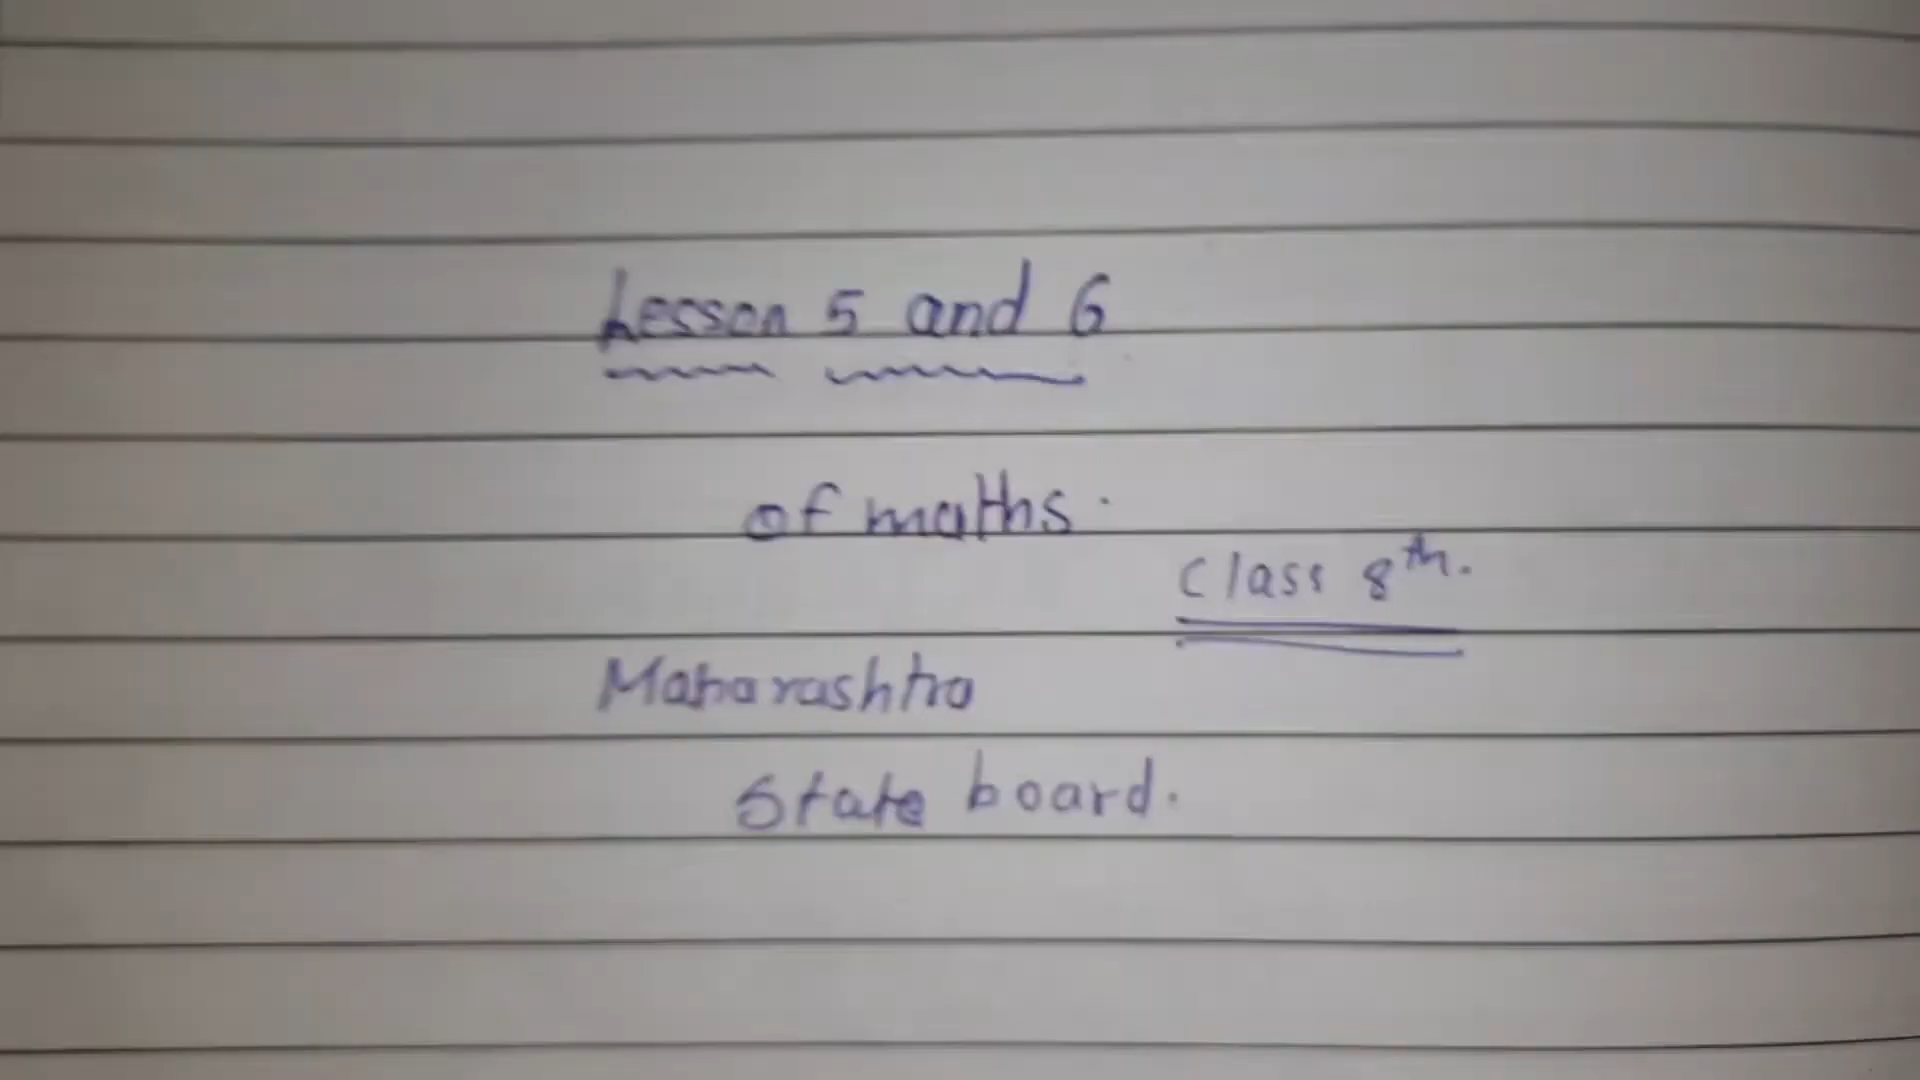 Lesson 5 and 6
of maths.
Class 8th.
Maharashtra
State board.